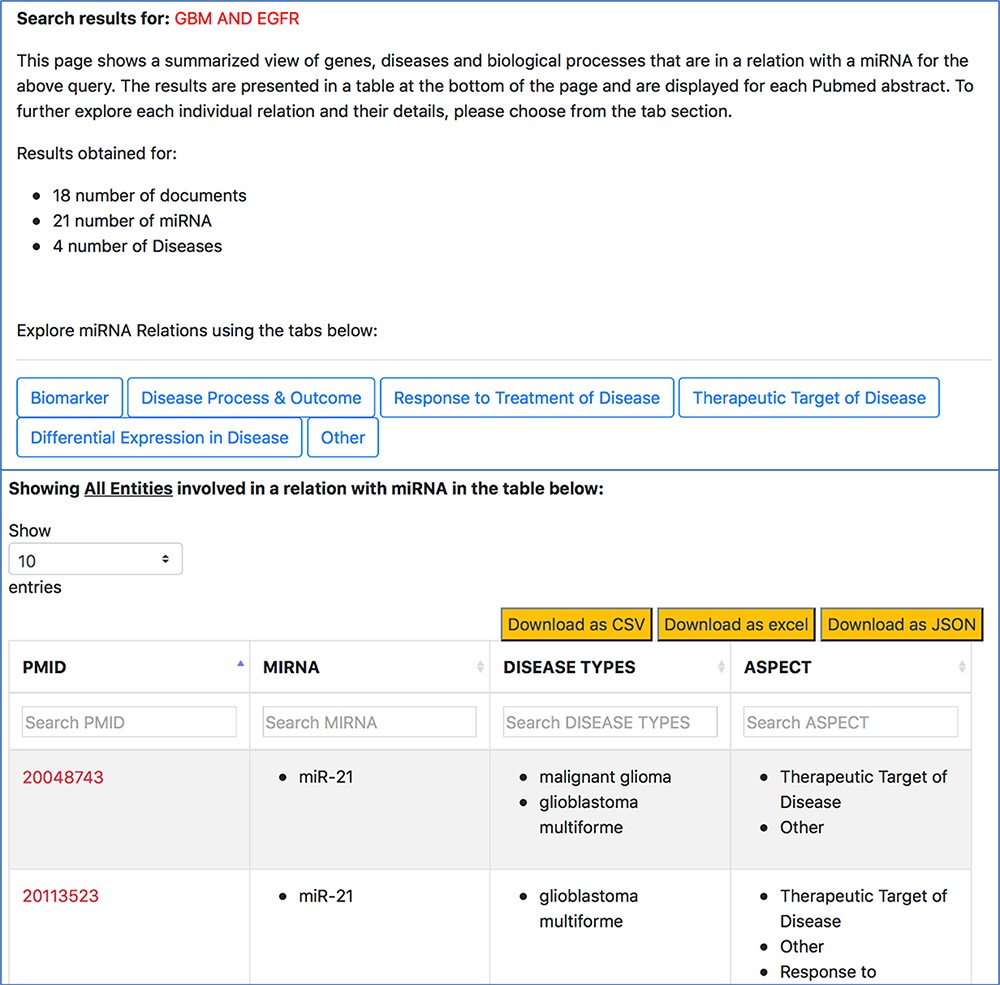 Search results for: GBM AND EGFR
This page shows a summarized view of genes, diseases and biological processes that are in a relation with a miRNA for the
above query. The results are presented in a table at the bottom of the page and are displayed for each Pubmed abstract. To
further explore each individual relation and their details, please choose from the tab section.
Results obtained for:
• 18 number of documents
• 21 number of miRNA
• 4 number of Diseases
Explore miRNA Relations using the tabs below:
Biomarker Disease Process & Outcome Response to Treatment of Disease Therapeutic Target of Disease
Differential Expression in Disease Other
Showing All Entities involved in a relation with miRNA in the table below:
Show
10
entries
Download as CSV Download as excel Download as JSON
PMID MIRNA DISEASE TYPES ASPECT
Search PMID Search MIRNA Search DISEASE TYPES Search ASPECT
20048743 • miR-21 • malignant glioma • Therapeutic Target of
• glioblastoma Disease
multiforme • Other
20113523 • miR-21 • glioblastoma • Therapeutic Target of
multiforme Disease
• Other
• Response to